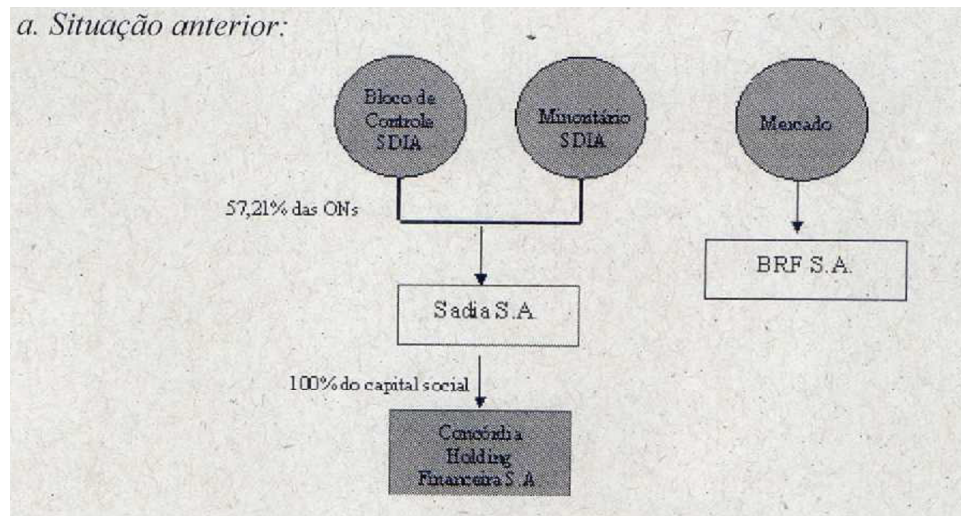 a. Situação anterior:
Bloco de
Controle
SDIA
Minoritário
SDIA
Mercado
57,21% das ONs
BRF S.A.
Sadia S.A.
100% do capital social
Concórdia
Holding
Financeira S.A